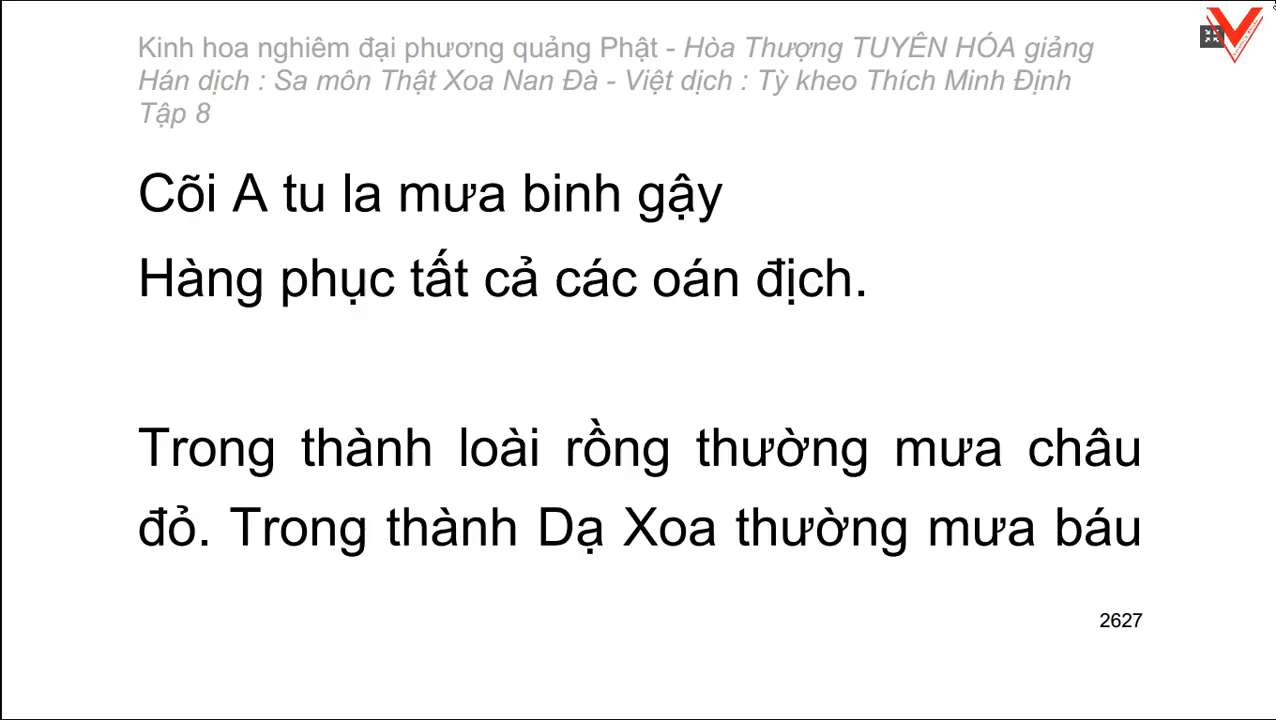 Kinh hoa nghiêm đại phương quảng Phật - Hòa Thượng TUYÊN HÓA giảng
Hán dịch : Sa môn Thật Xoa Nan Đà - Việt dịch : Tỳ kheo Thích Minh Định
Tập 8
Cõi A tu la mưa binh gậy
Hàng phục tất cả các oán địch.
Trong thành loài rồng thường mưa châu
đỏ. Trong thành Dạ Xoa thường mưa báu
2627